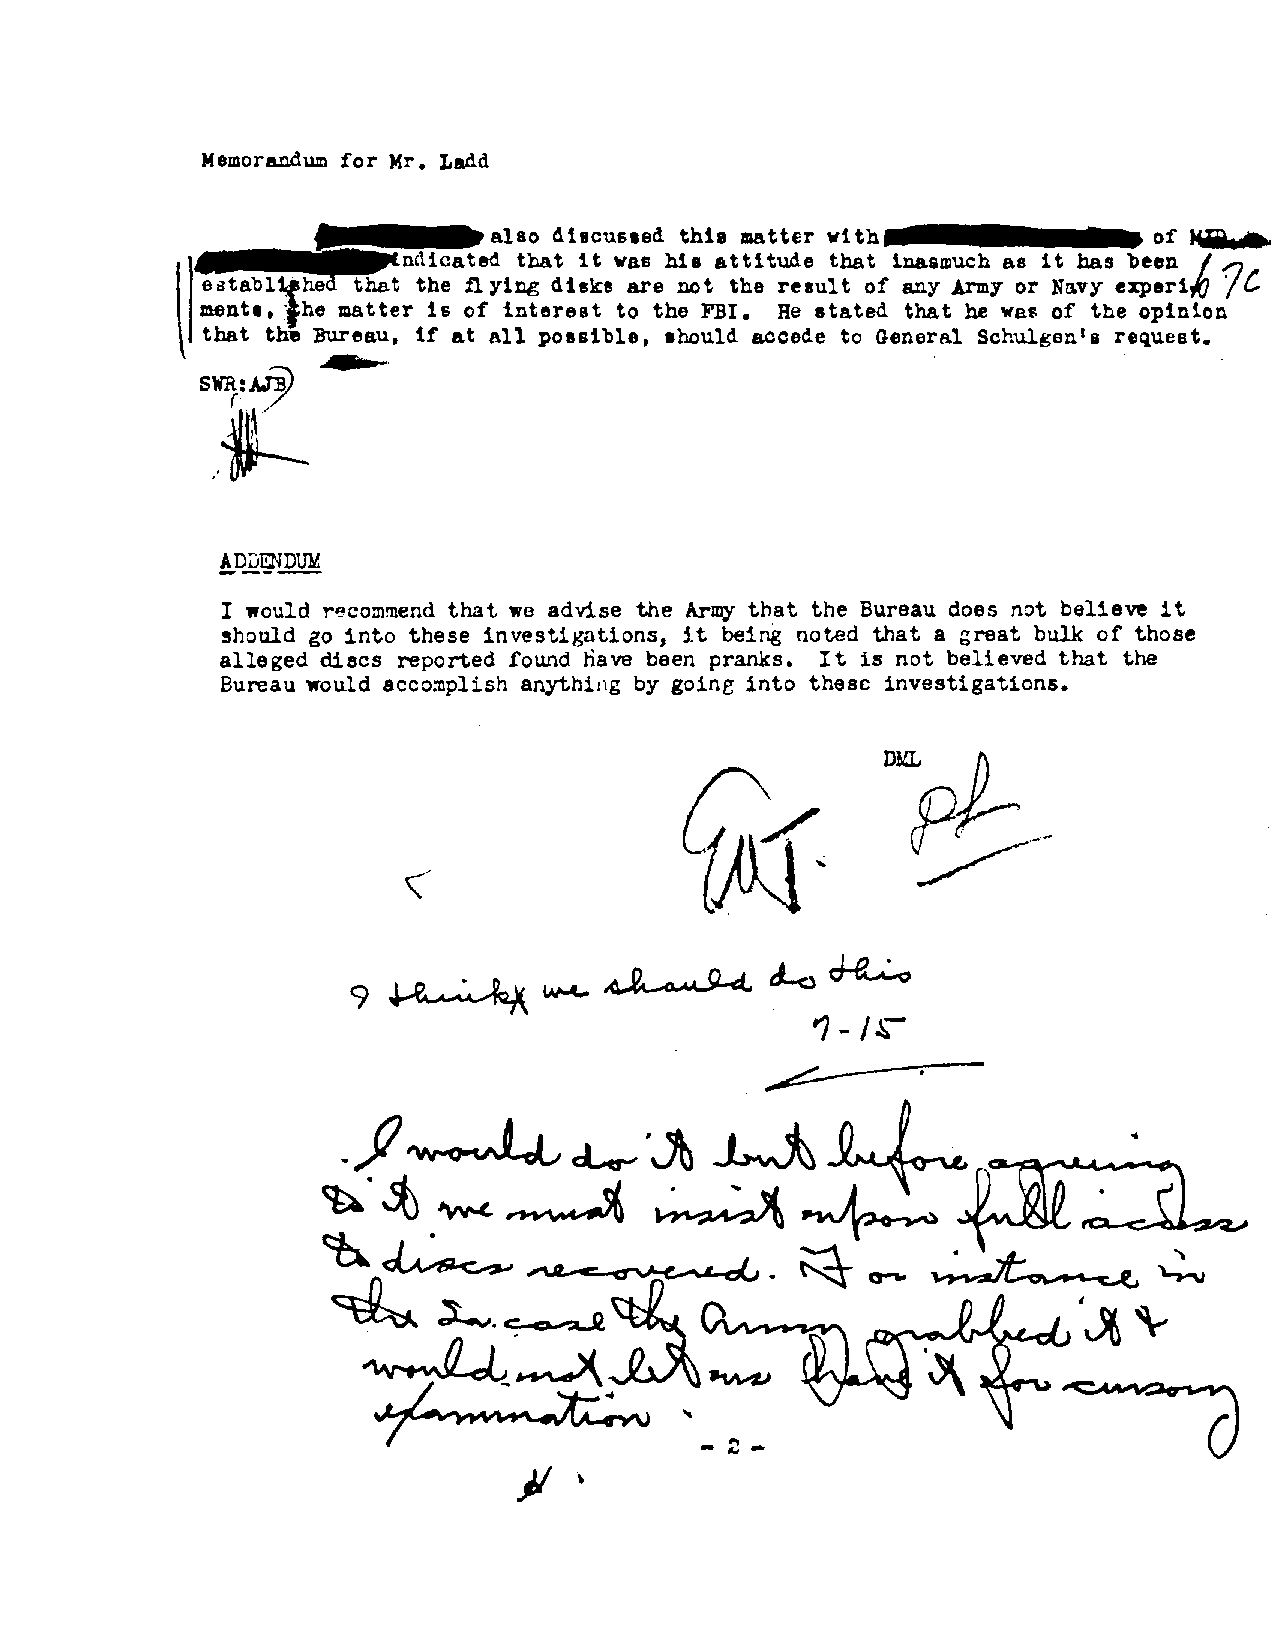 Memorandum for Mr. Ladd
also discussed this matter with of MID.
indicated that it was his attitude that inasmuch as it has been
established that the flying disks are not the result of any Army or Navy experi-
b7C
ments, the matter is of interest to the FBI. He stated that he was of the opinion
that the Bureau, if at all possible, should accede to General Schulgen's request.
SWR:AJB
ADDENDUM
I would recommend that we advise the Army that the Bureau does not believe it
should go into these investigations, it being noted that a great bulk of those
alleged discs reported found have been pranks. It is not believed that the
Bureau would accomplish anything by going into these investigations.
DML
I think we should do this
7-15
I would do it but before agreeing
to it we must insist upon full access
to discs recovered. For instance in
the case the Army grabbed it &
would not let us have it for cursory
examination.
- 2 -
H.